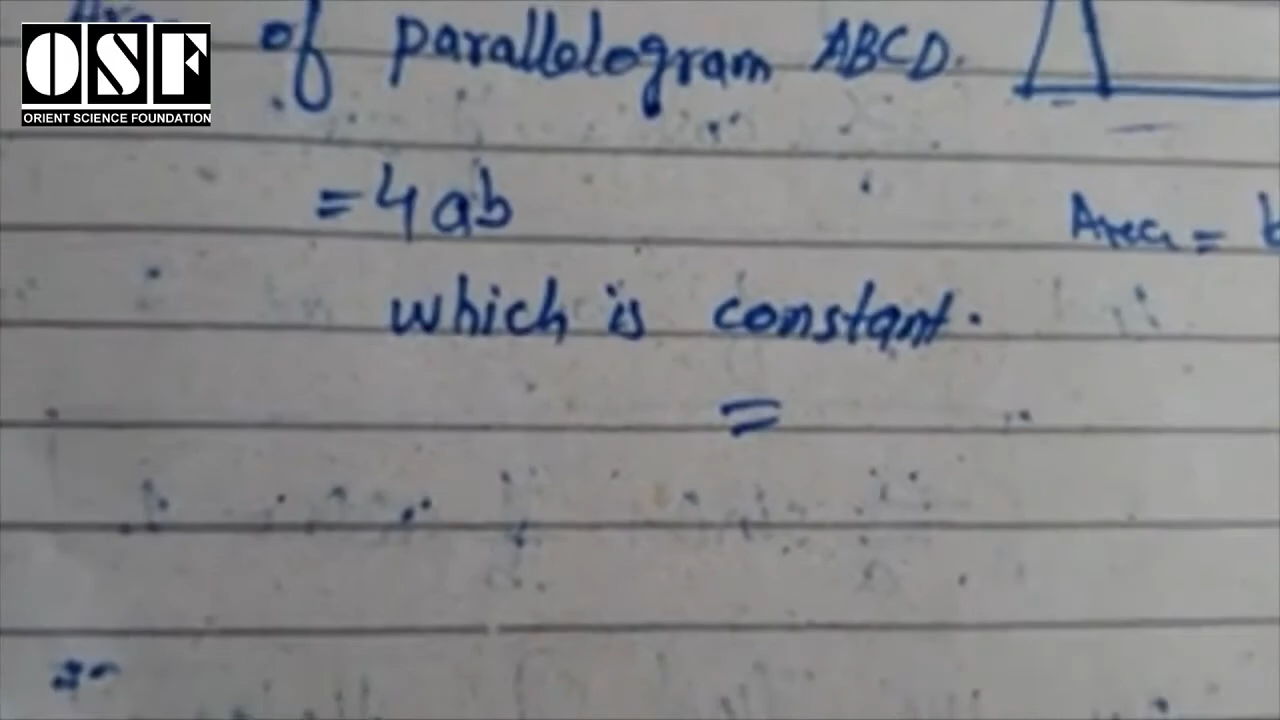 OSF
ORIENT SCIENCE FOUNDATION
of parallelogram ABCD.
= 4ab
Area =
which is constant.
=